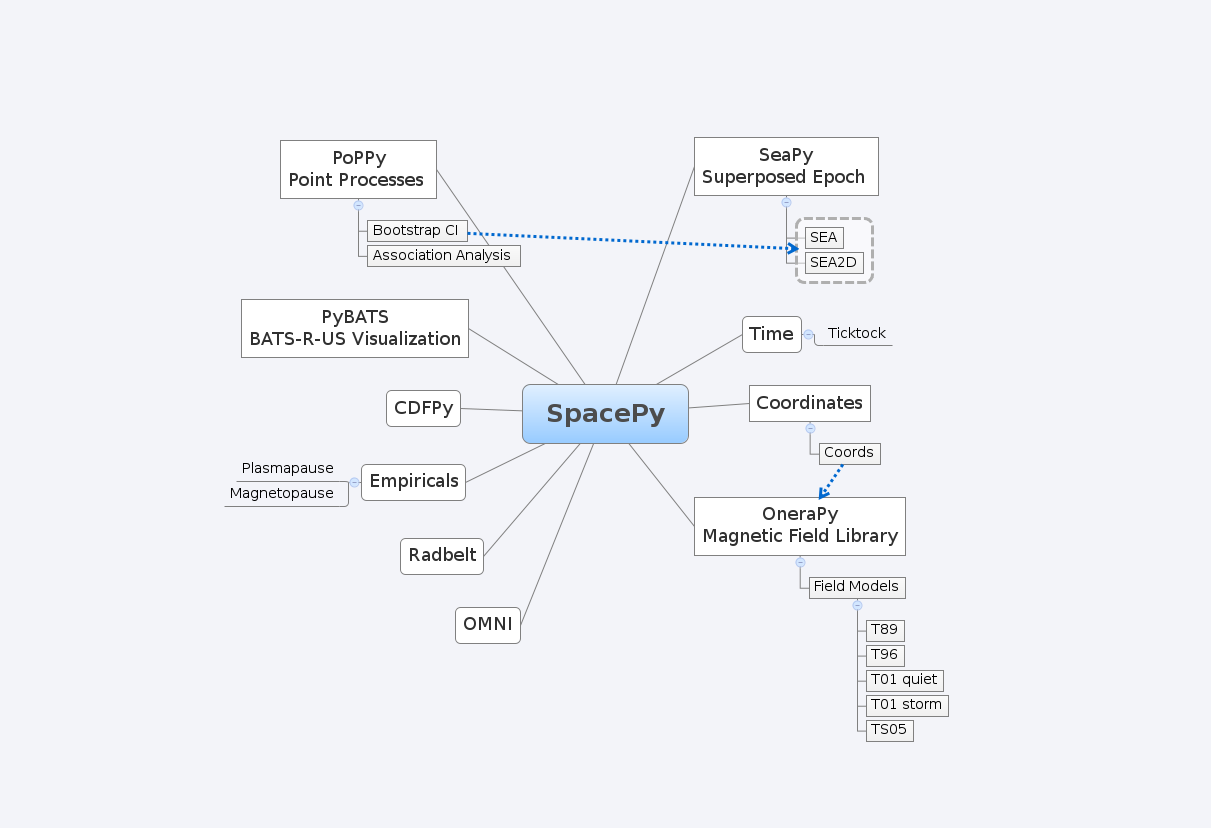 PoPPy
Point Processes
Bootstrap CI
Association Analysis
SeaPy
Superposed Epoch
SEA
SEA2D
PyBATS
BATS-R-US Visualization
Time
Ticktock
CDFPy
SpacePy
Coordinates
Coords
Plasmapause
Magnetopause
Empiricals
OneraPy
Magnetic Field Library
Field Models
T89
T96
T01 quiet
T01 storm
TS05
Radbelt
OMNI